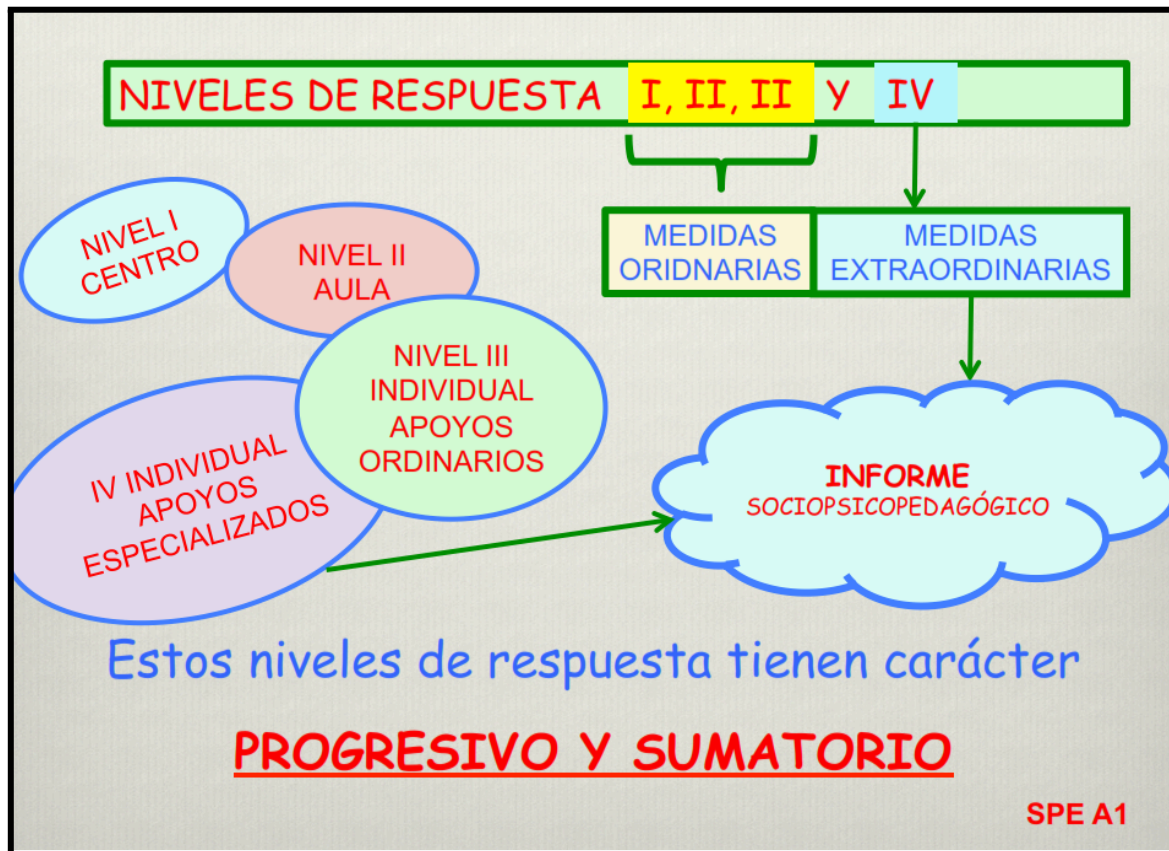 NIVELES DE RESPUESTA I, II, II Y IV
NIVEL I
CENTRO
NIVEL II
AULA
MEDIDAS
ORIDNARIAS
MEDIDAS
EXTRAORDINARIAS
NIVEL III
INDIVIDUAL
APOYOS
ORDINARIOS
IV INDIVIDUAL
APOYOS
ESPECIALIZADOS
INFORME
SOCIOPSICOPEDAGÓGICO
Estos niveles de respuesta tienen carácter
PROGRESIVO Y SUMATORIO
SPE A1